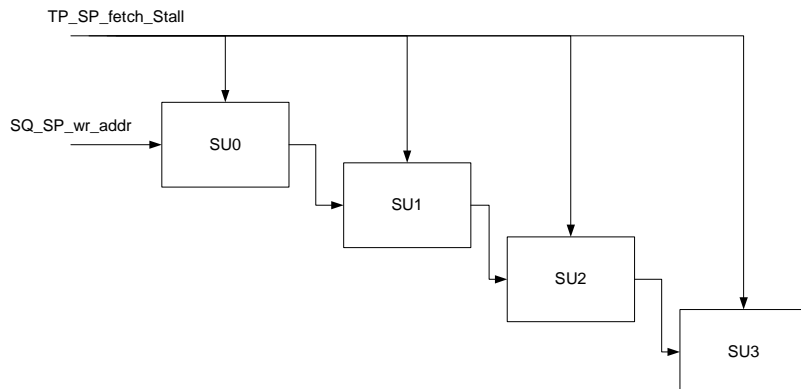 TP_SP_fetch_Stall
SQ_SP_wr_addr
SU0
SU1
SU2
SU3